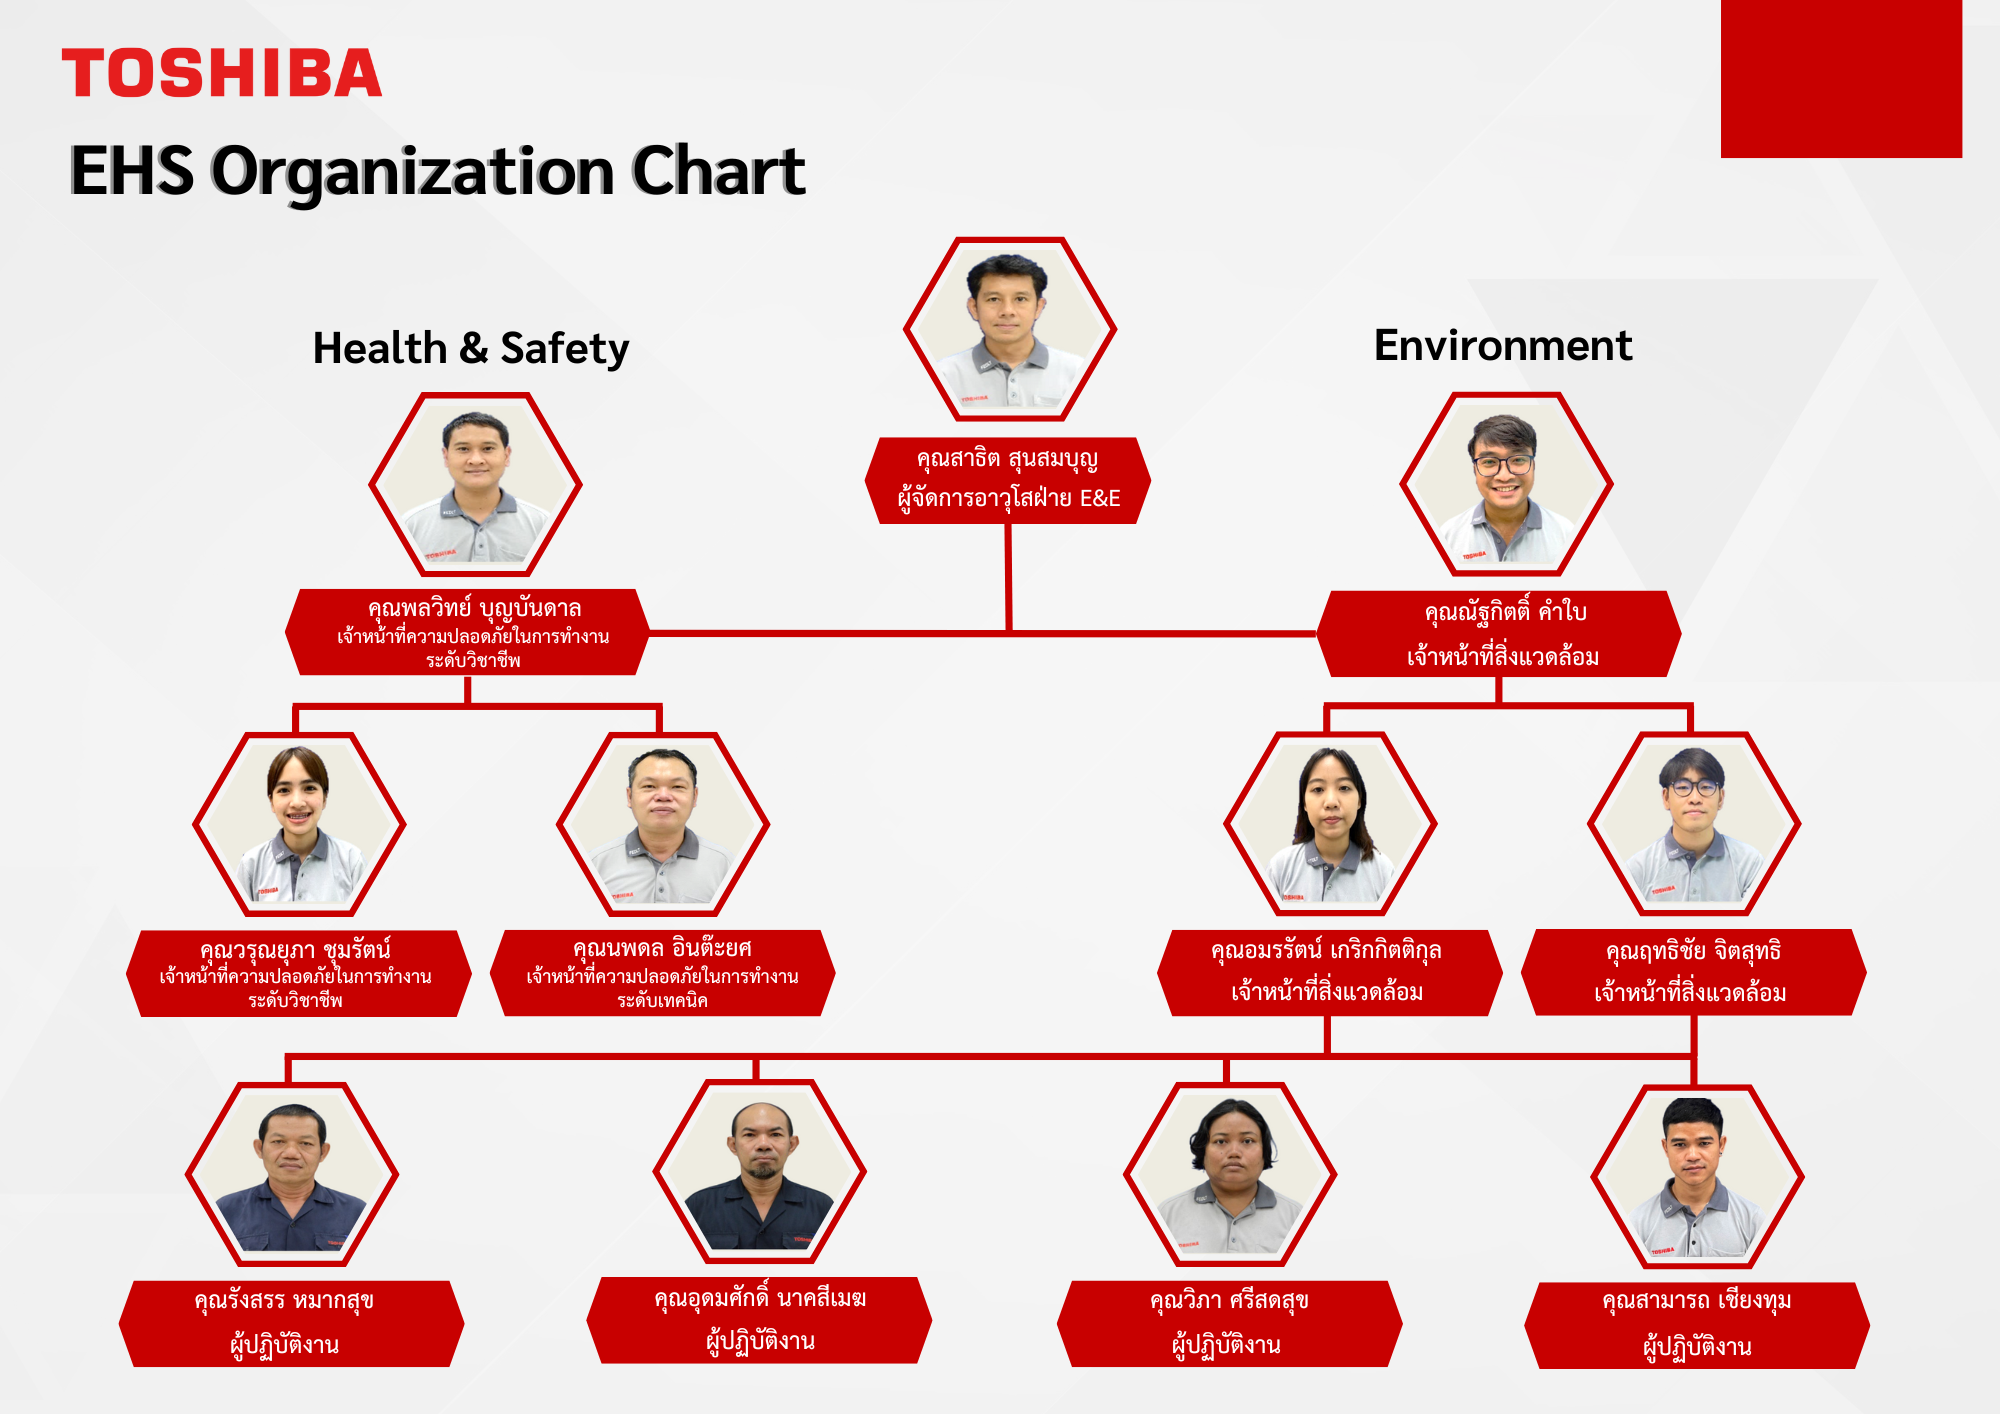 TOSHIBA
EHS Organization Chart
คุณสาธิต สุนสมบุญ
ผู้จัดการอาวุโสฝ่าย E&E
Health & Safety
Environment
คุณพลวิทย์ บุญบันดาล
เจ้าหน้าที่ความปลอดภัยในการทำงาน
ระดับวิชาชีพ
คุณณัฐกิตติ์ คำใบ
เจ้าหน้าที่สิ่งแวดล้อม
คุณวรุณยุภา ชุมรัตน์
เจ้าหน้าที่ความปลอดภัยในการทำงาน
ระดับวิชาชีพ
คุณนพดล อินต๊ะยศ
เจ้าหน้าที่ความปลอดภัยในการทำงาน
ระดับเทคนิค
คุณอมรรัตน์ เกริกกิตติกุล
เจ้าหน้าที่สิ่งแวดล้อม
คุณฤทธิชัย จิตสุทธิ
เจ้าหน้าที่สิ่งแวดล้อม
คุณรังสรร หมากสุข
ผู้ปฏิบัติงาน
คุณอุดมศักดิ์ นาคสีเมฆ
ผู้ปฏิบัติงาน
คุณวิภา ศรีสดสุข
ผู้ปฏิบัติงาน
คุณสามารถ เชียงทุม
ผู้ปฏิบัติงาน